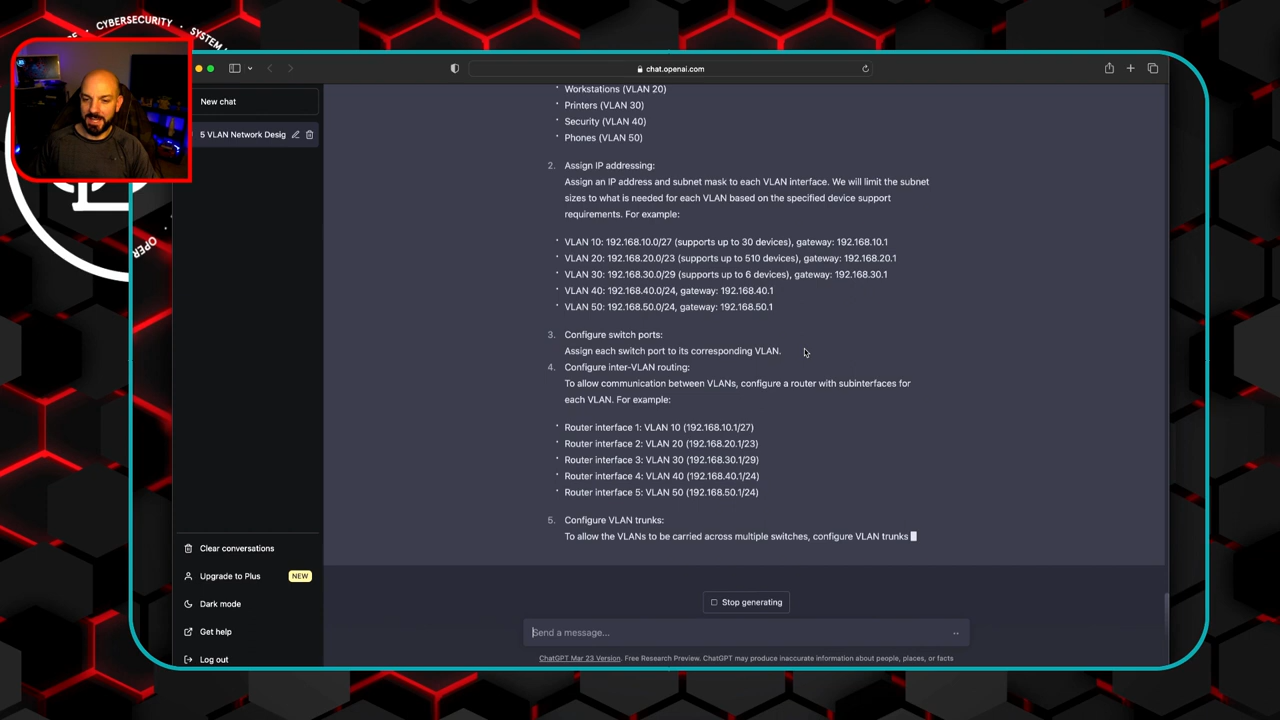 CYBERSECURITY · SYSTEM
OPER
chat.openai.com
New chat
5 VLAN Network Desig
Clear conversations
Upgrade to Plus NEW
Dark mode
Get help
Log out
· Workstations (VLAN 20)
· Printers (VLAN 30)
· Security (VLAN 40)
· Phones (VLAN 50)
2. Assign IP addressing:
Assign an IP address and subnet mask to each VLAN interface. We will limit the subnet
sizes to what is needed for each VLAN based on the specified device support
requirements. For example:
· VLAN 10: 192.168.10.0/27 (supports up to 30 devices), gateway: 192.168.10.1
· VLAN 20: 192.168.20.0/23 (supports up to 510 devices), gateway: 192.168.20.1
· VLAN 30: 192.168.30.0/29 (supports up to 6 devices), gateway: 192.168.30.1
· VLAN 40: 192.168.40.0/24, gateway: 192.168.40.1
· VLAN 50: 192.168.50.0/24, gateway: 192.168.50.1
3. Configure switch ports:
Assign each switch port to its corresponding VLAN.
4. Configure inter-VLAN routing:
To allow communication between VLANs, configure a router with subinterfaces for
each VLAN. For example:
· Router interface 1: VLAN 10 (192.168.10.1/27)
· Router interface 2: VLAN 20 (192.168.20.1/23)
· Router interface 3: VLAN 30 (192.168.30.1/29)
· Router interface 4: VLAN 40 (192.168.40.1/24)
· Router interface 5: VLAN 50 (192.168.50.1/24)
5. Configure VLAN trunks:
To allow the VLANs to be carried across multiple switches, configure VLAN trunks
Stop generating
Send a message...
ChatGPT Mar 23 Version. Free Research Preview. ChatGPT may produce inaccurate information about people, places, or facts